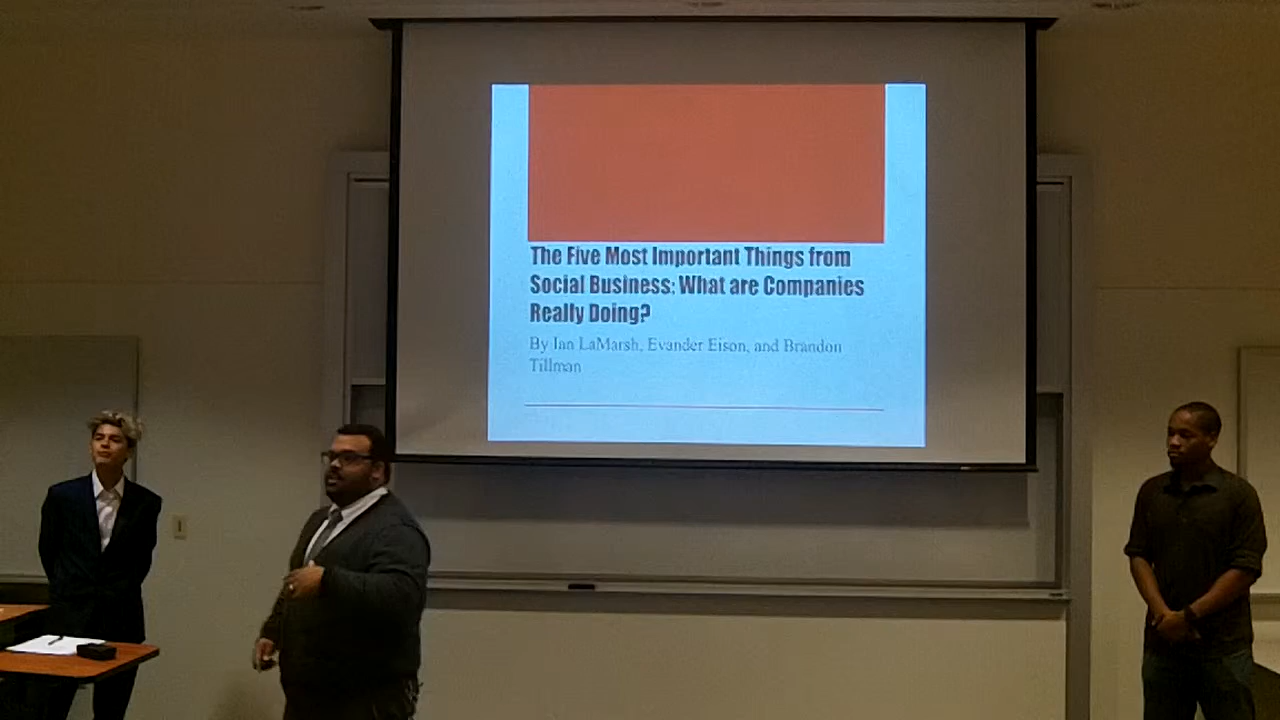 The Five Most Important Things from
Social Business: What are Companies
Really Doing?
By Ian LaMarsh, Evander Eison, and Brandon
Tillman